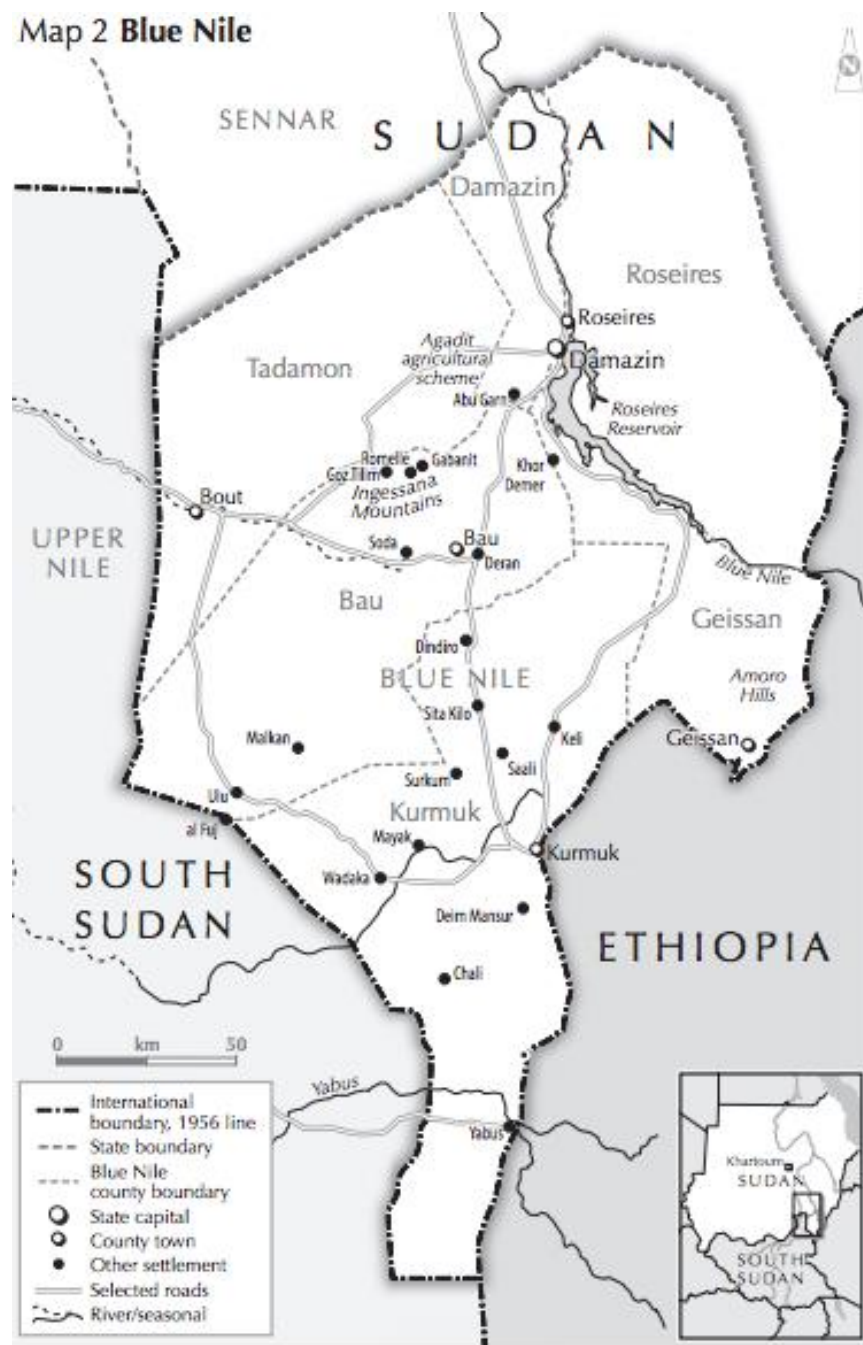 Map 2 Blue Nile
N
SENNAR
SUDAN
Damazin
Roseires
Roseires
Damazin
Agadit
agricultural
scheme
Tadamon
Abu Garn
Roseires
Reservoir
Romelie
Gabanit
Goz Tilim
Khor
Demer
Ingessana
Mountains
Bout
UPPER
NILE
Bau
Soda
Deran
Blue Nile
Bau
Geissan
Dindiro
BLUE NILE
Amoro
Hills
Sita Kilo
Keli
Geissan
Malkan
Saali
Surkum
Ulu
Kurmuk
al Fuj
Mayak
Kurmuk
SOUTH
SUDAN
Wadaka
Deim Mansur
ETHIOPIA
Chali
0 km 50
Yabus
Yabus
International
boundary, 1956 line
State boundary
Blue Nile
county boundary
State capital
County town
Other settlement
Selected roads
River/seasonal
Khartoum
SUDAN
SOUTH
SUDAN